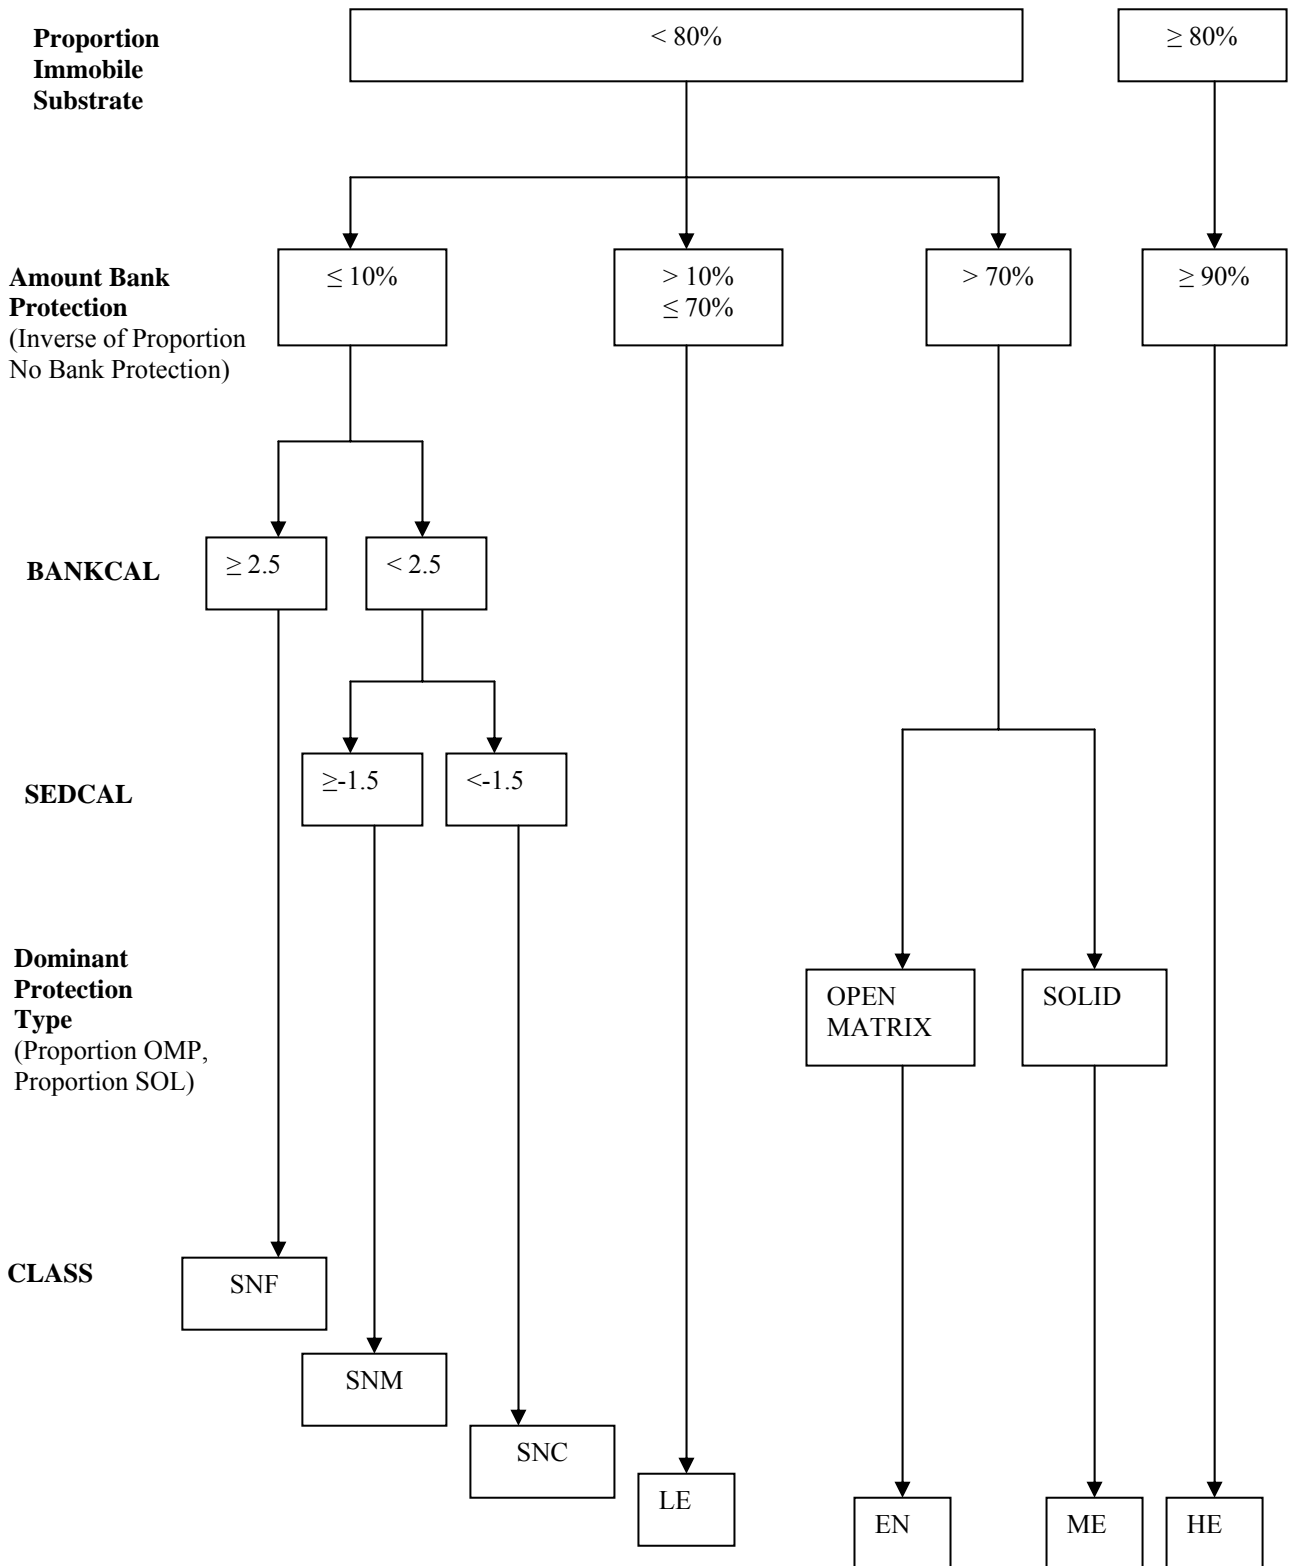 Proportion
Immobile
Substrate
< 80%
≥ 80%
Amount Bank
Protection
(Inverse of Proportion
No Bank Protection)
≤ 10%
> 10%
≤ 70%
> 70%
≥ 90%
BANKCAL
≥ 2.5
< 2.5
SEDCAL
≥-1.5
<-1.5
Dominant
Protection
Type
(Proportion OMP,
Proportion SOL)
OPEN
MATRIX
SOLID
CLASS
SNF
SNM
SNC
LE
EN
ME
HE